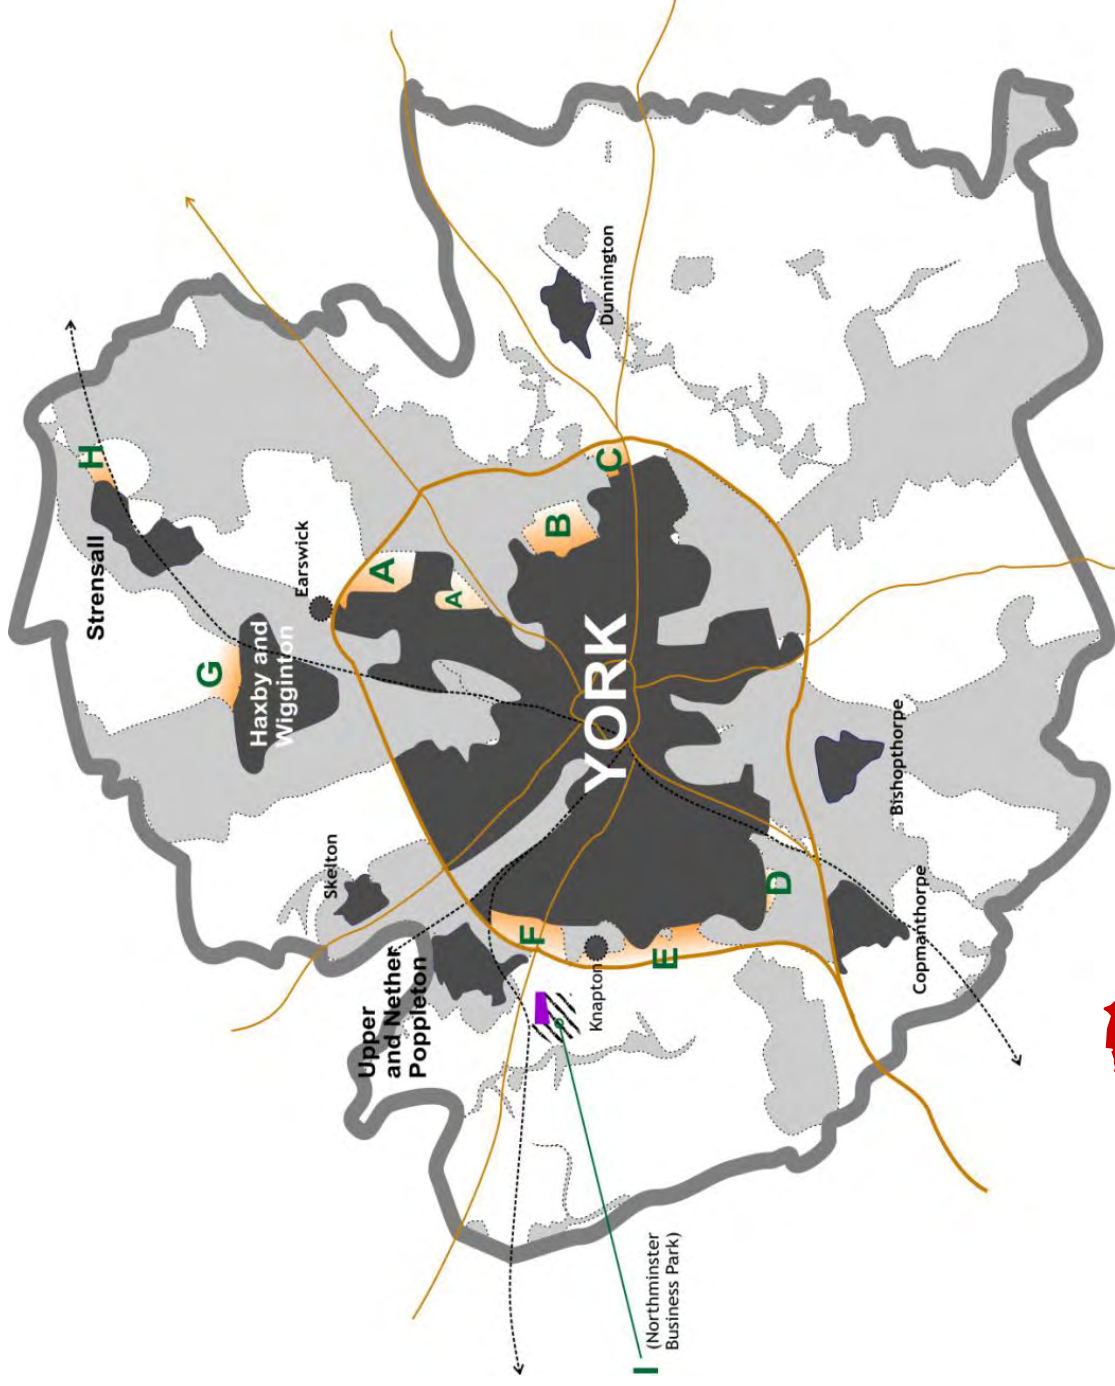 H
Strensall
Earswick
A
A
G
Haxby and
Wigginton
B
C
Dunnington
YORK
Skelton
Upper
and Nether
Poppleton
F
Knapton
E
D
Bishopthorpe
Copmanthorpe
I
(Northminster
Business Park)